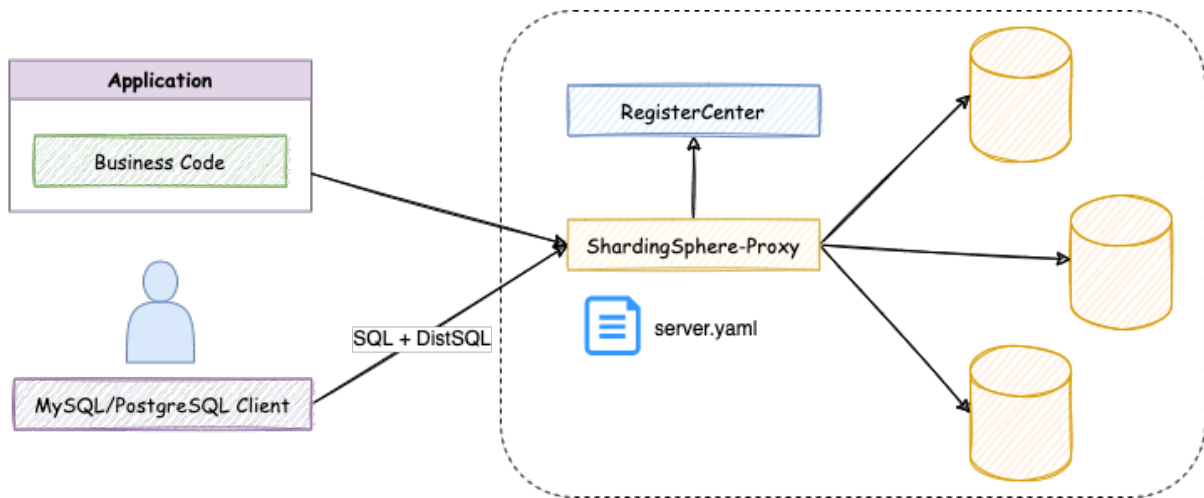 Application
Business Code
MySQL/PostgreSQL Client
SQL + DistSQL
RegisterCenter
ShardingSphere-Proxy
server.yaml